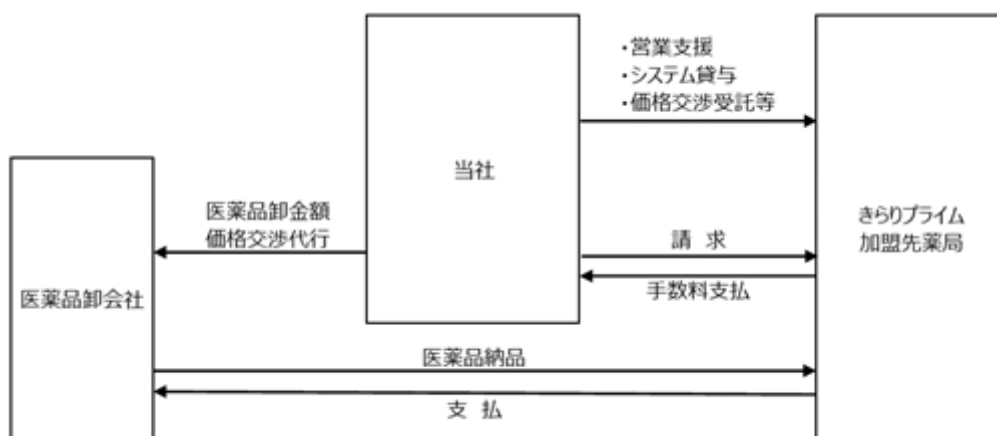 ・営業支援
・システム貸与
・価格交渉受託等
当社
医薬品卸金額
価格交渉代行
きらりプライム
加盟先薬局
請 求
手数料支払
医薬品卸会社
医薬品納品
支 払